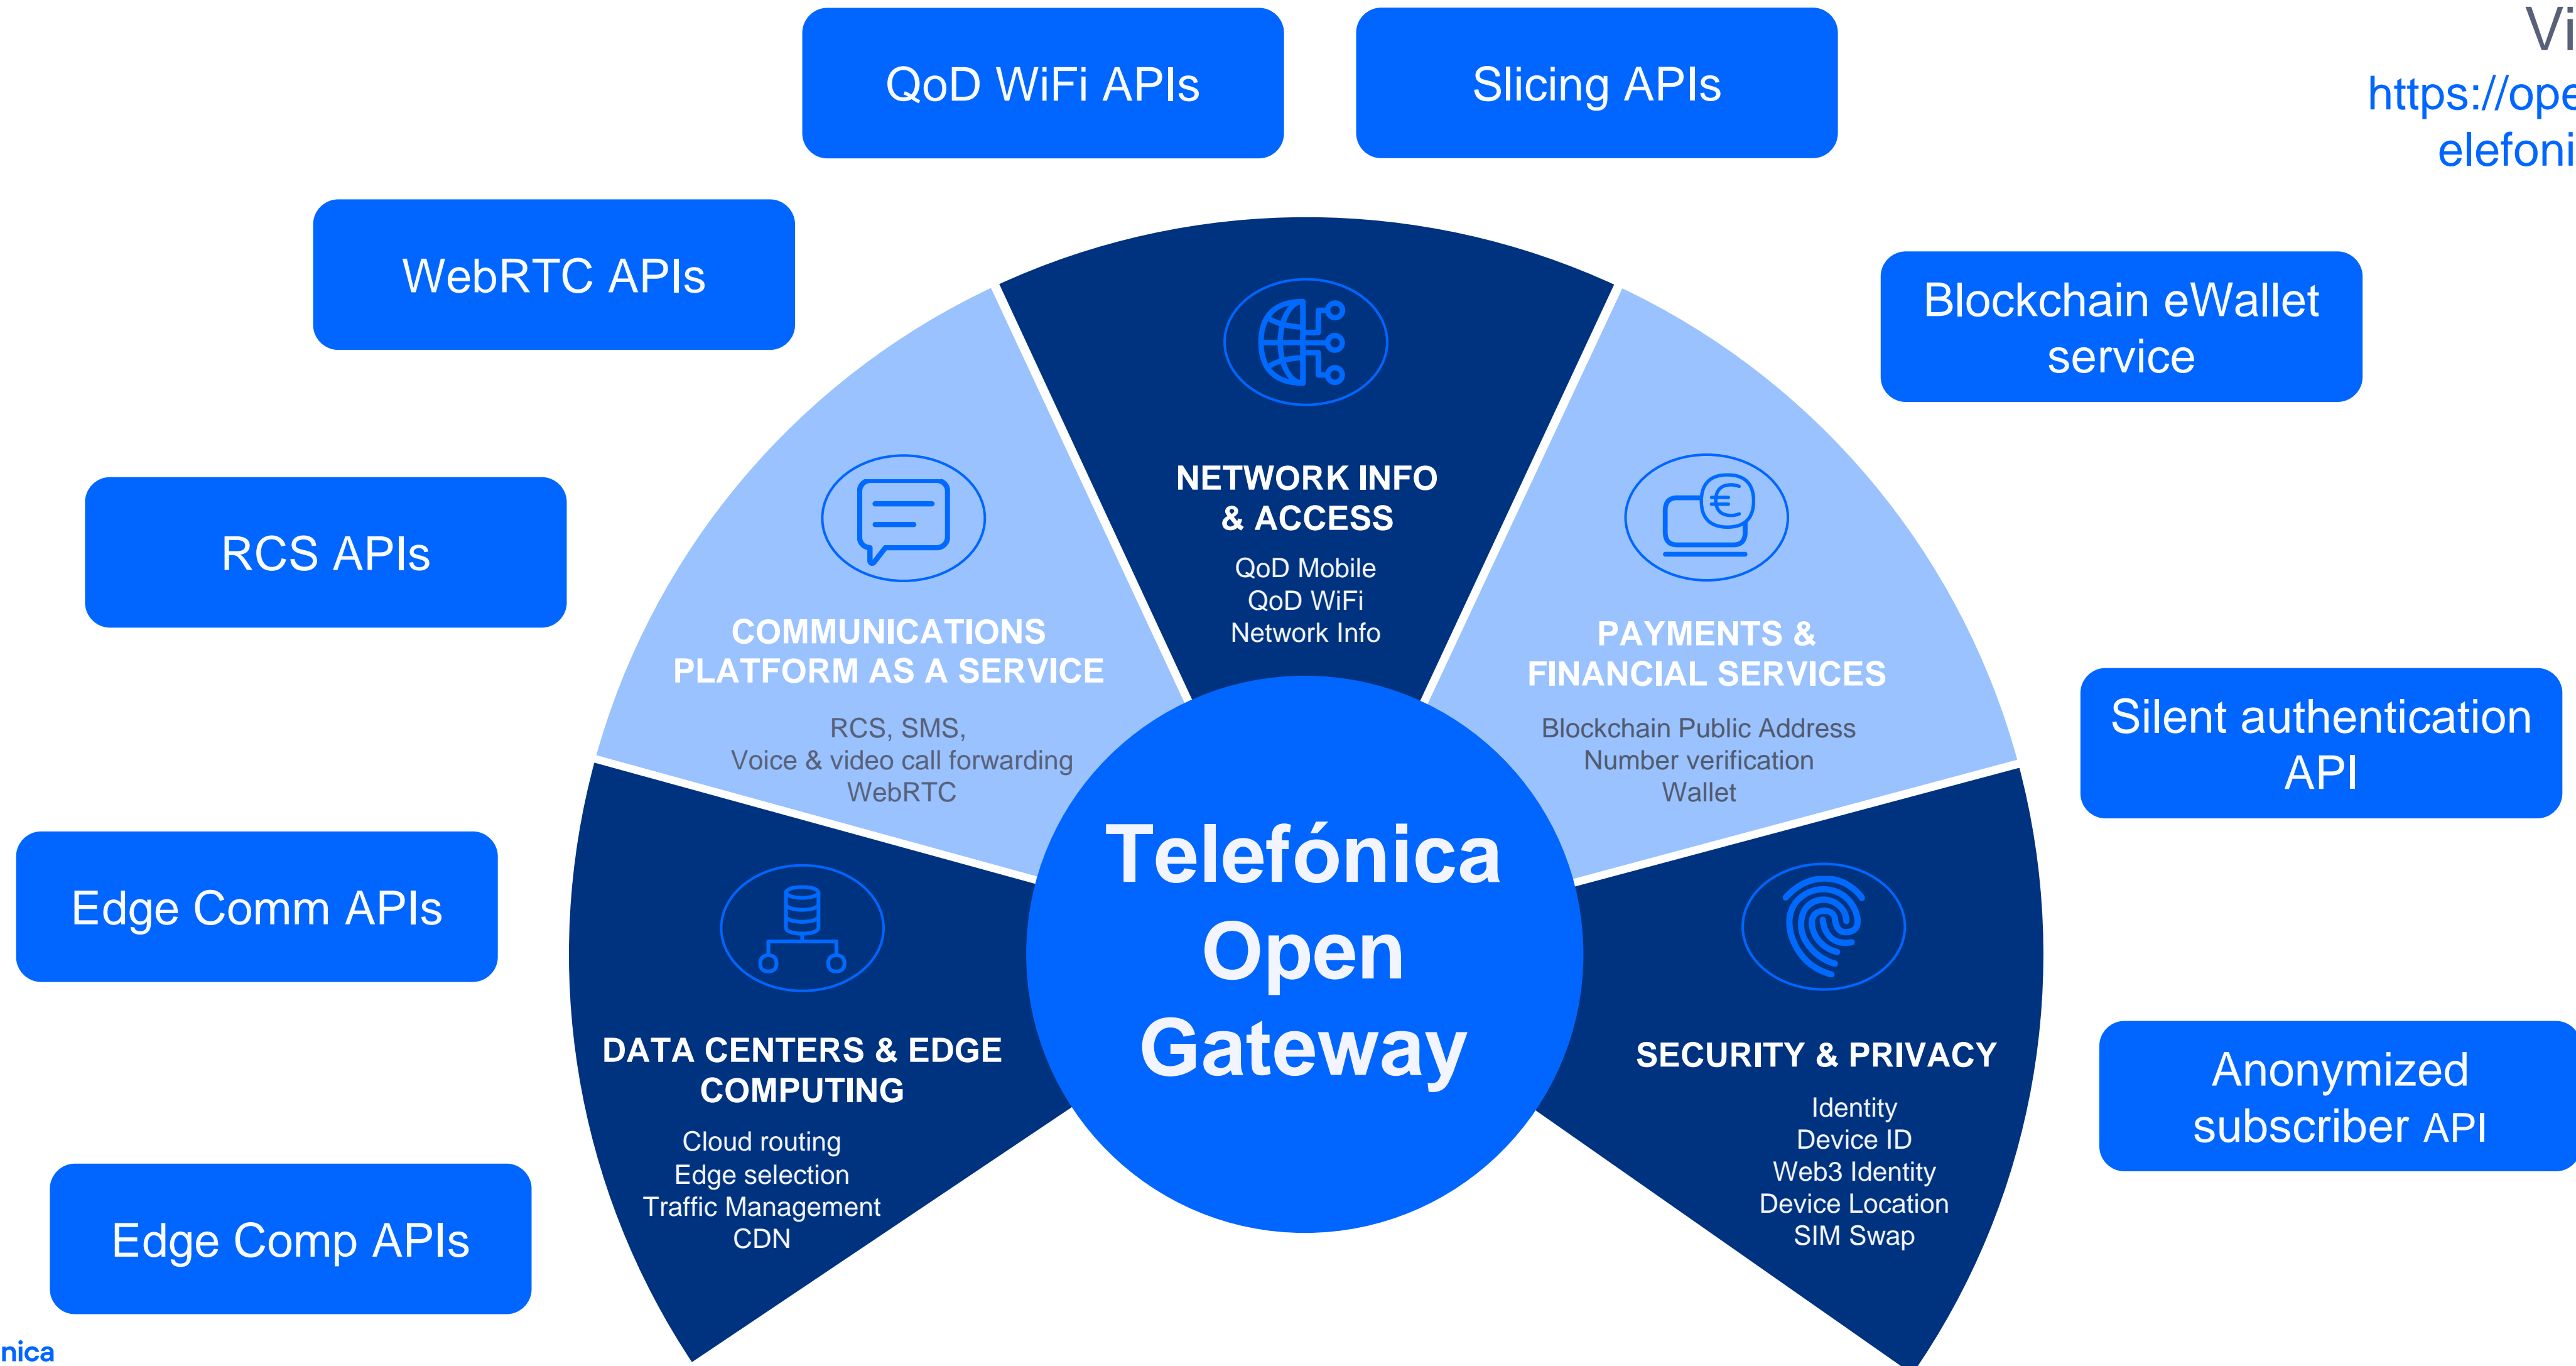 QoD WiFi APIs
Slicing APIs
Vi
https://ope
elefoni
WebRTC APIs
Blockchain eWallet
service
RCS APIs
NETWORK INFO
& ACCESS
QoD Mobile
QoD WiFi
Network Info
COMMUNICATIONS
PLATFORM AS A SERVICE
RCS, SMS,
Voice & video call forwarding
WebRTC
PAYMENTS &
FINANCIAL SERVICES
Blockchain Public Address
Number verification
Wallet
Silent authentication
API
Edge Comm APIs
Telefónica
Open
Gateway
DATA CENTERS & EDGE
COMPUTING
Cloud routing
Edge selection
Traffic Management
CDN
SECURITY & PRIVACY
Identity
Device ID
Web3 Identity
Device Location
SIM Swap
Anonymized
subscriber API
Edge Comp APIs
nica